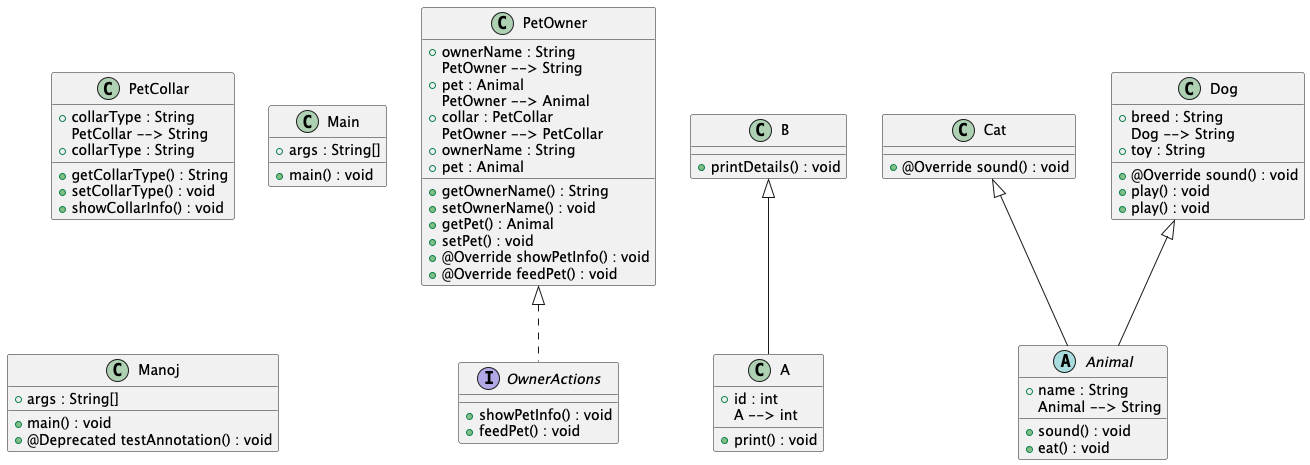 C PetCollar
collarType : String
PetCollar --> String
collarType : String
getCollarType() : String
setCollarType() : void
showCollarInfo() : void
C Main
args : String[]
main() : void
C PetOwner
ownerName : String
PetOwner --> String
pet : Animal
PetOwner --> Animal
collar : PetCollar
PetOwner --> PetCollar
ownerName : String
pet : Animal
getOwnerName() : String
setOwnerName() : void
getPet() : Animal
setPet() : void
@Override showPetInfo() : void
@Override feedPet() : void
C B
printDetails() : void
C Cat
@Override sound() : void
C Dog
breed : String
Dog --> String
toy : String
@Override sound() : void
play() : void
play() : void
C Manoj
args : String[]
main() : void
@Deprecated testAnnotation() : void
I OwnerActions
showPetInfo() : void
feedPet() : void
C A
id : int
A --> int
print() : void
A Animal
name : String
Animal --> String
sound() : void
eat() : void